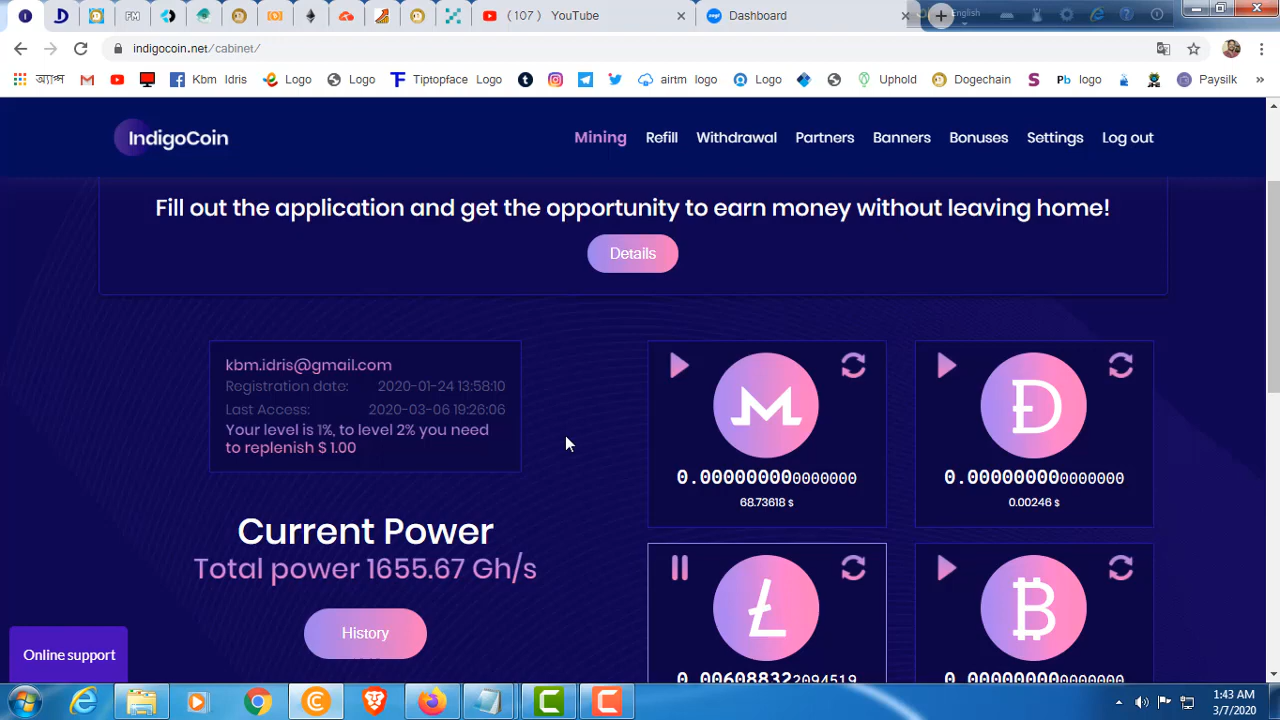 ( 107 ) YouTube
Dashboard
English
indigocoin.net/cabinet/
অ্যাপ্স
Kbm Idris
Logo
Logo
Tiptopface Logo
airtm logo
Logo
Uphold
Dogechain
Pb logo
Paysilk
IndigoCoin
Mining Refill Withdrawal Partners Banners Bonuses Settings Log out
Fill out the application and get the opportunity to earn money without leaving home!
Details
kbm.idris@gmail.com
Registration date: 2020-01-24 13:58:10
Last Access: 2020-03-06 19:26:06
Your level is 1%, to level 2% you need
to replenish $ 1.00
0.000000000000000
68.73618 $
0.000000000000000
0.00246 $
Current Power
Total power 1655.67 Gh/s
History
0.006088322094519
Online support
1:43 AM
3/7/2020